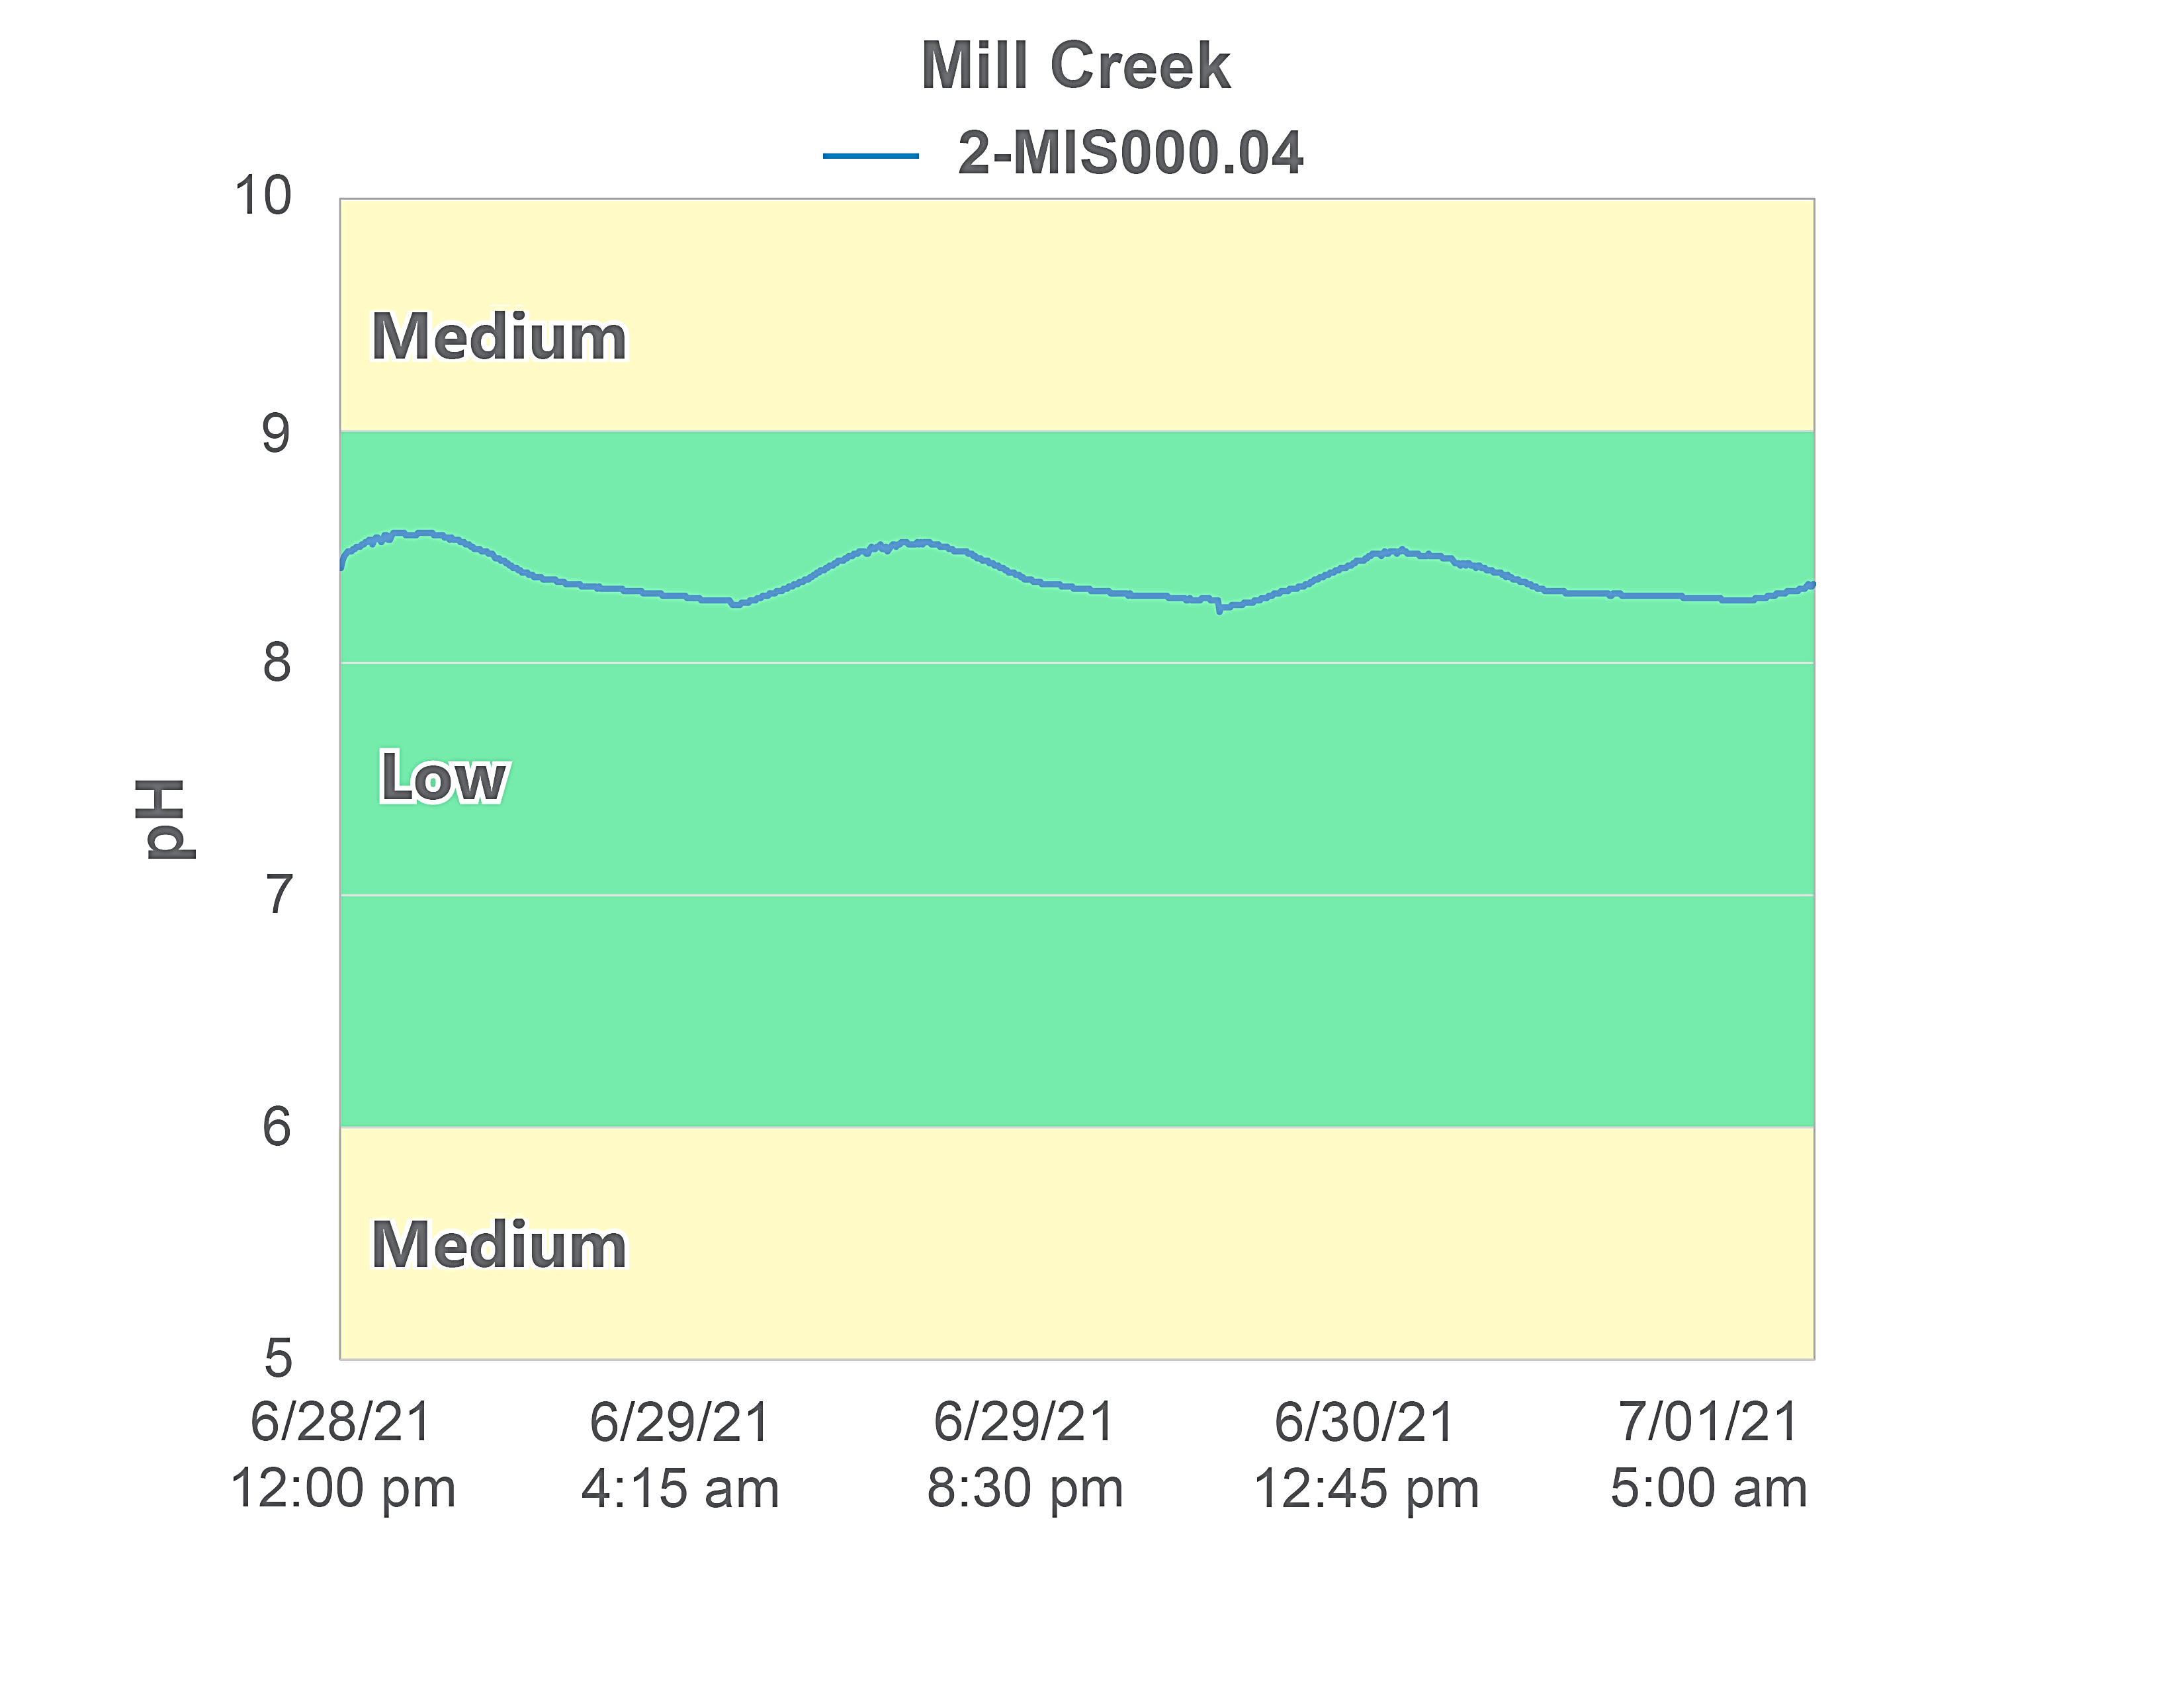 Mill Creek
2-MIS000.04
10
Medium
9
8
Low
pH
7
6
Medium
5
6/28/21 6/29/21 6/29/21 6/30/21 7/01/21
12:00 pm 4:15 am 8:30 pm 12:45 pm 5:00 am